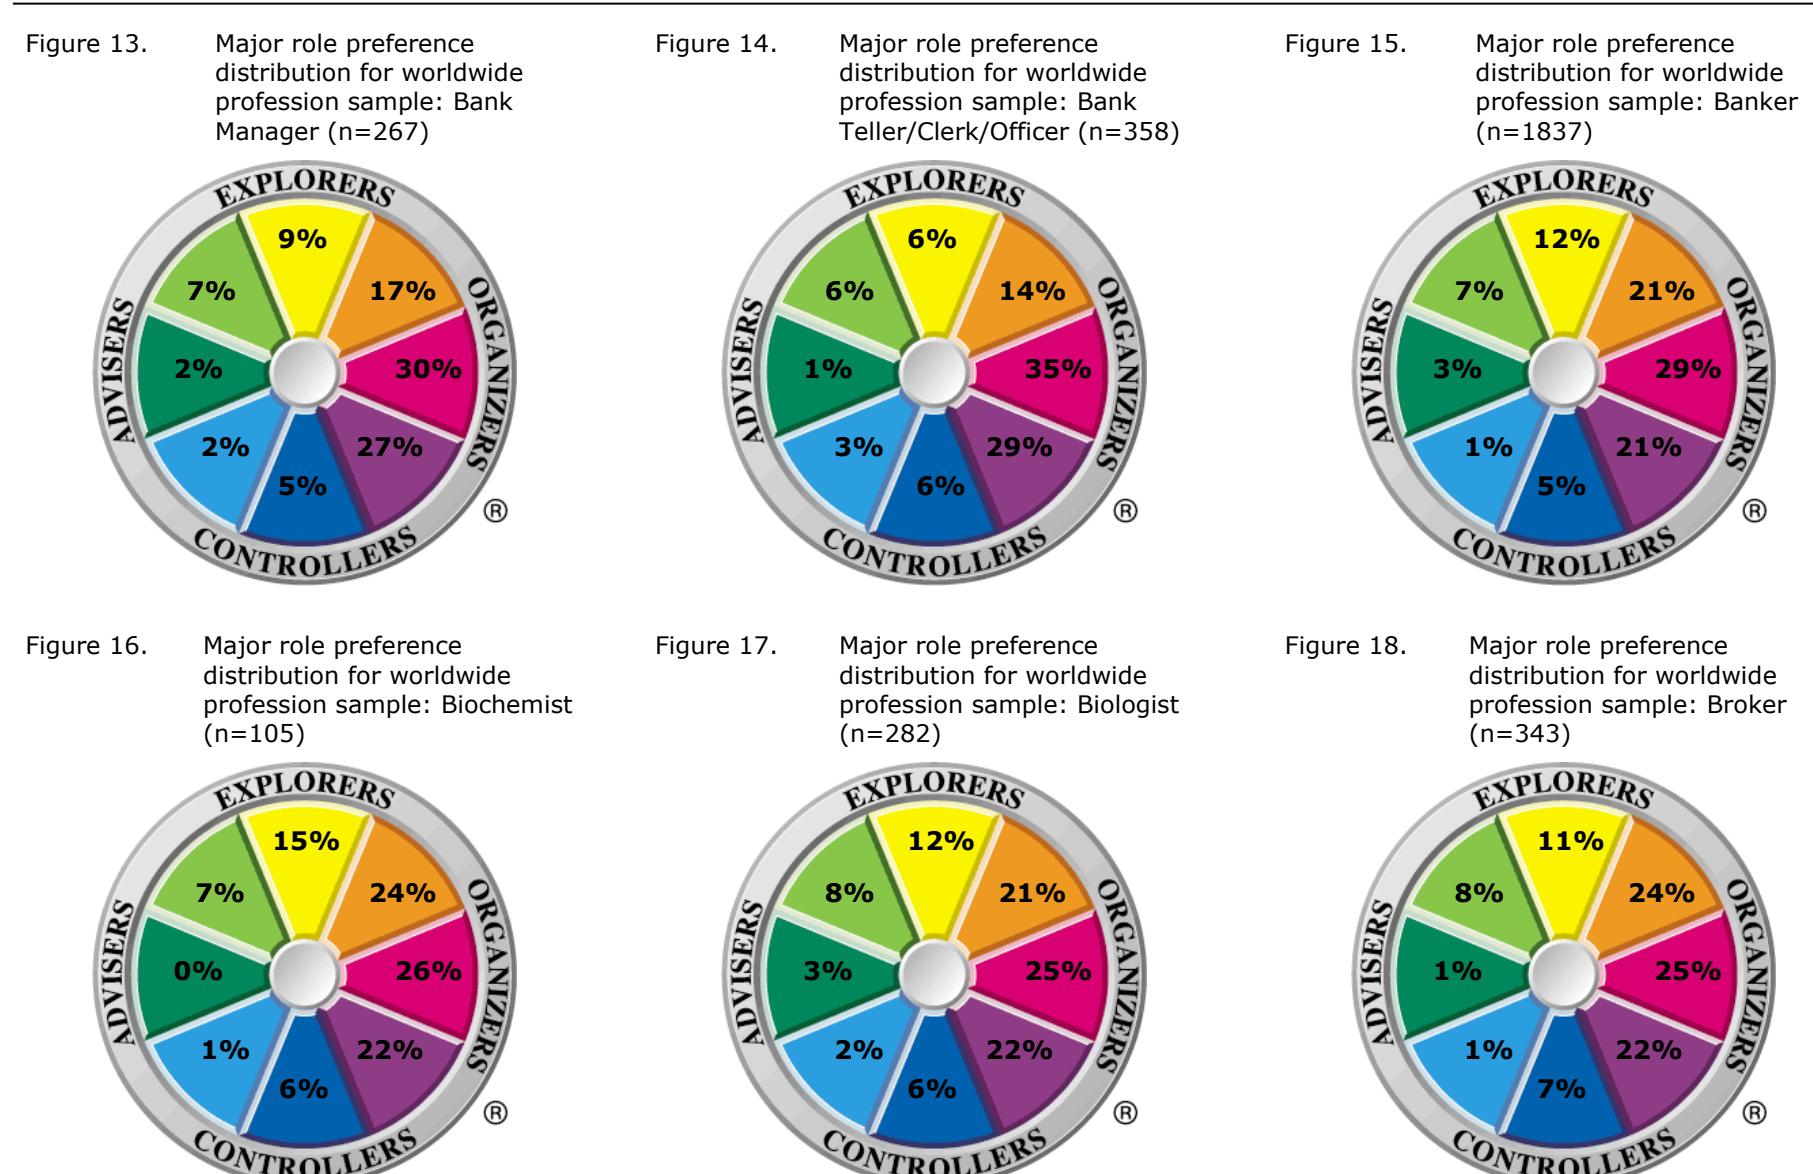 Figure 13. Major role preference
distribution for worldwide
profession sample: Bank
Manager (n=267)
EXPLORERS
9%
7% 17%
ADVISERS
ORGANIZERS
2% 30%
2% 27%
5%
CONTROLLERS
®
Figure 14. Major role preference
distribution for worldwide
profession sample: Bank
Teller/Clerk/Officer (n=358)
EXPLORERS
6%
6% 14%
ADVISERS
ORGANIZERS
1% 35%
3% 29%
6%
CONTROLLERS
®
Figure 15. Major role preference
distribution for worldwide
profession sample: Banker
(n=1837)
EXPLORERS
12%
7% 21%
ADVISERS
ORGANIZERS
3% 29%
1% 21%
5%
CONTROLLERS
®
Figure 16. Major role preference
distribution for worldwide
profession sample: Biochemist
(n=105)
EXPLORERS
15%
7% 24%
ADVISERS
ORGANIZERS
0% 26%
1% 22%
6%
CONTROLLERS
®
Figure 17. Major role preference
distribution for worldwide
profession sample: Biologist
(n=282)
EXPLORERS
12%
8% 21%
ADVISERS
ORGANIZERS
3% 25%
2% 22%
6%
CONTROLLERS
®
Figure 18. Major role preference
distribution for worldwide
profession sample: Broker
(n=343)
EXPLORERS
11%
8% 24%
ADVISERS
ORGANIZERS
1% 25%
1% 22%
7%
CONTROLLERS
®